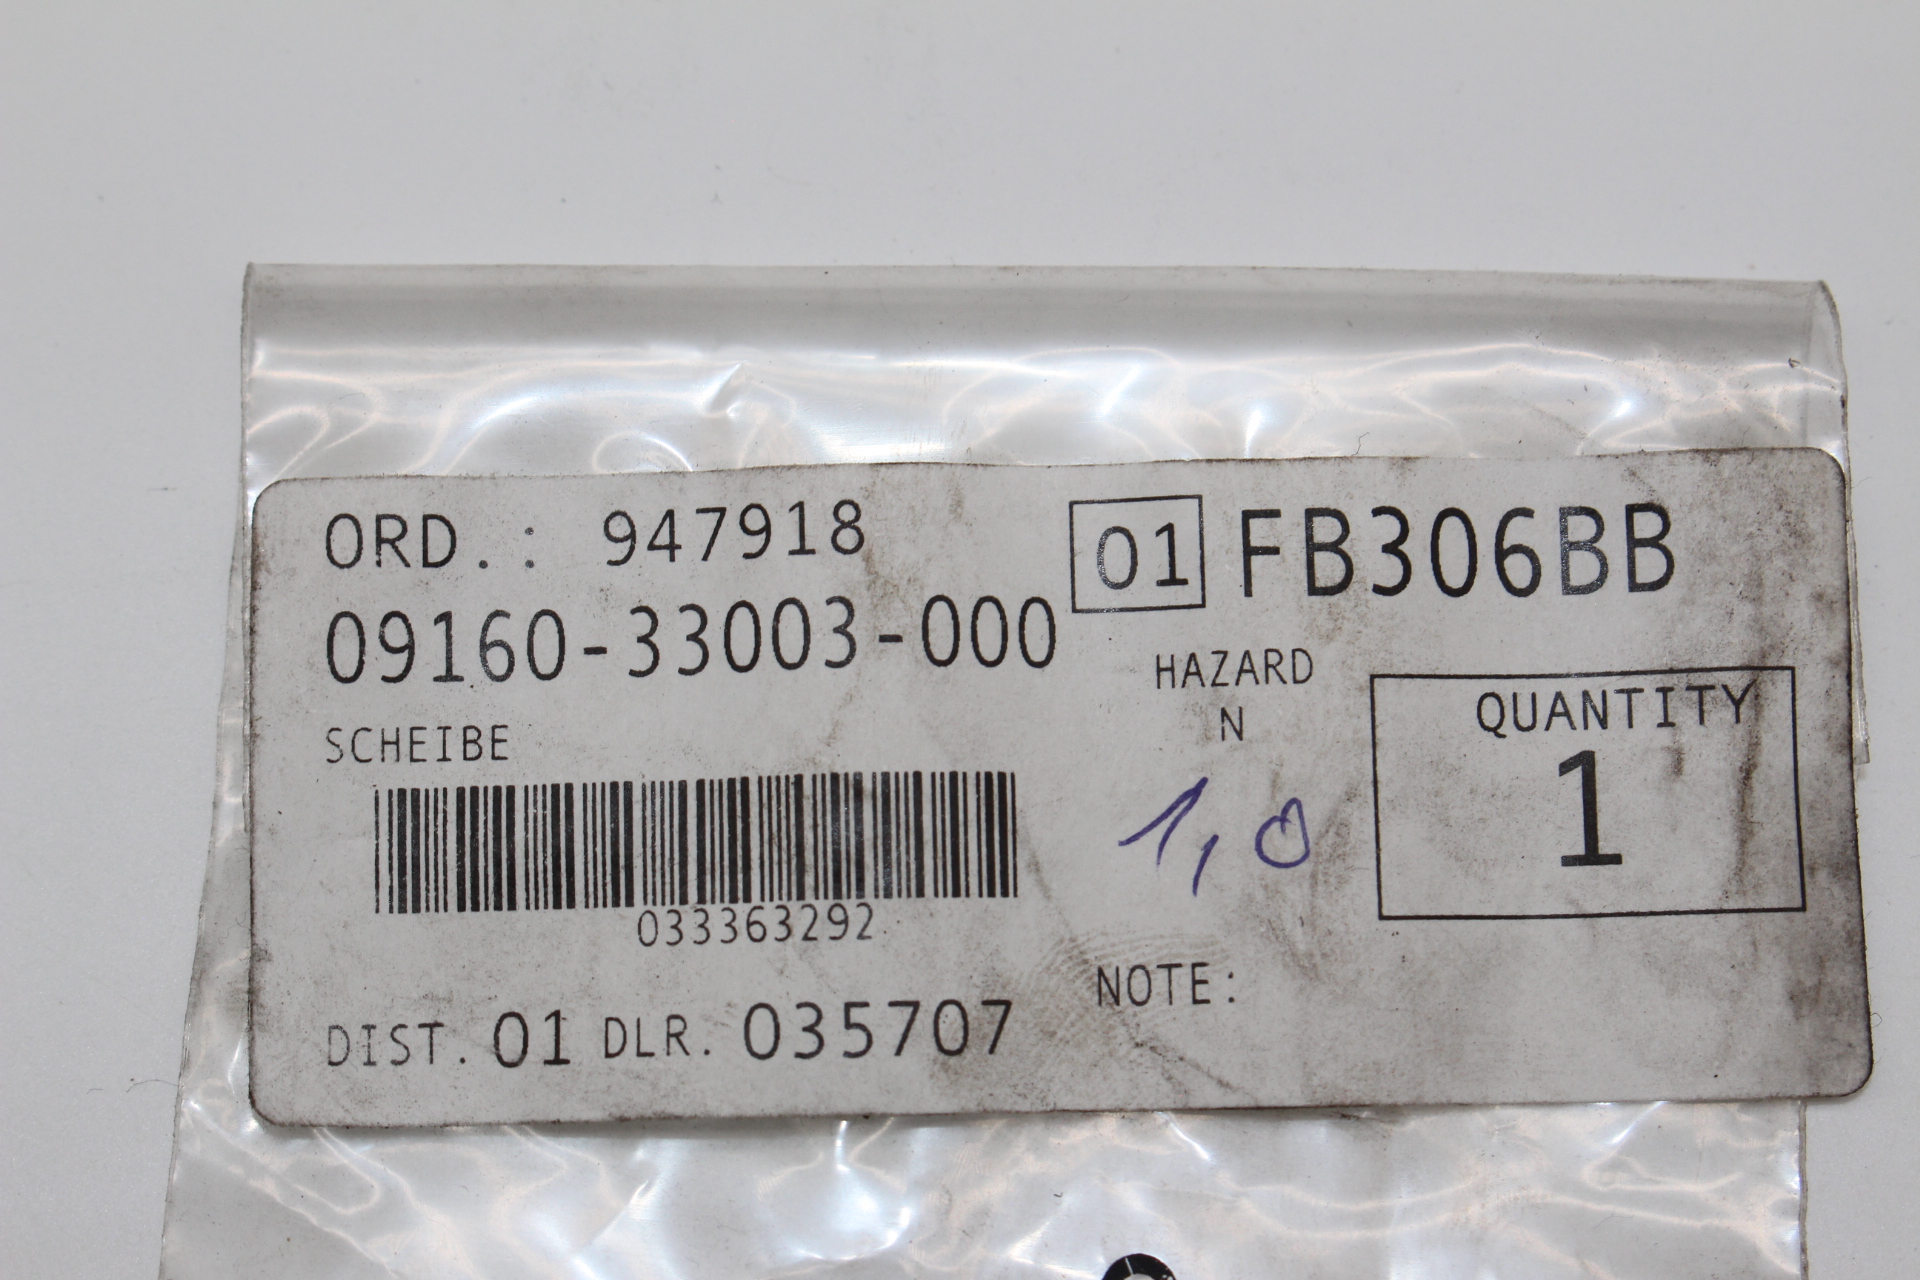 ORD.: 947918
01 FB306BB
09160-33003-000
HAZARD
N
QUANTITY
1
SCHEIBE
1,0
033363292
NOTE:
DIST. 01 DLR. 035707